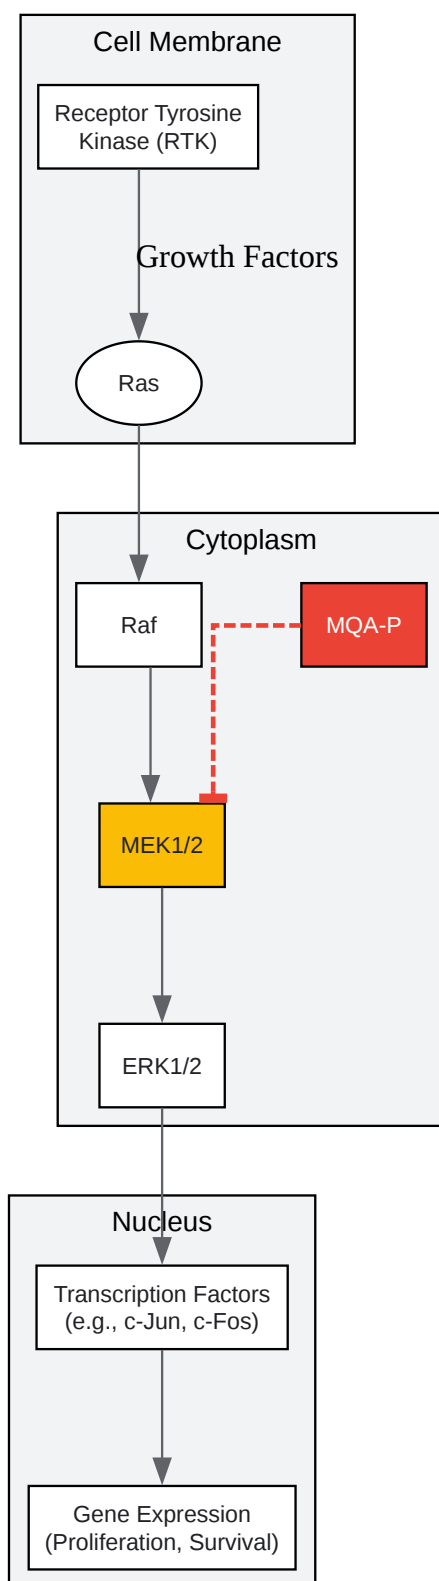 Cell Membrane
Receptor Tyrosine
Kinase (RTK)
Growth Factors
Ras
Cytoplasm
Raf
MQA-P
MEK1/2
ERK1/2
Nucleus
Transcription Factors
(e.g., c-Jun, c-Fos)
Gene Expression
(Proliferation, Survival)